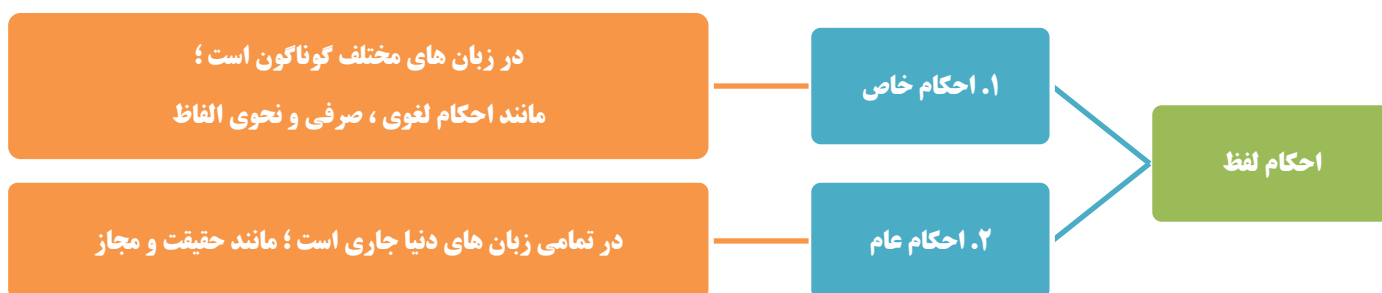 احکام لفظ
۱. احکام خاص
در زبان های مختلف گوناگون است ؛
مانند احکام لغوی ، صرفی و نحوی الفاظ
۲. احکام عام
در تمامی زبان های دنیا جاری است ؛ مانند حقیقت و مجاز